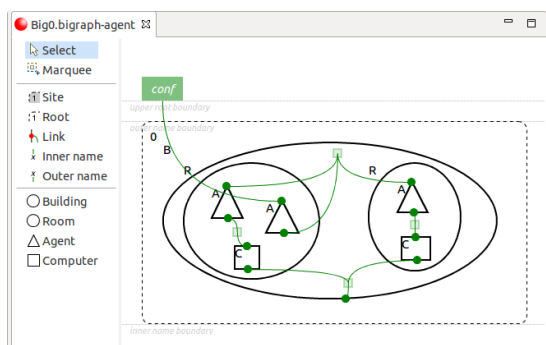 Big0.bigraph-agent
Select
Marquee
Site
Root
Link
Inner name
Outer name
Building
Room
Agent
Computer
conf
upper root boundary
outer name boundary
0
B
R
R
A
A
A
C
C
inner name boundary